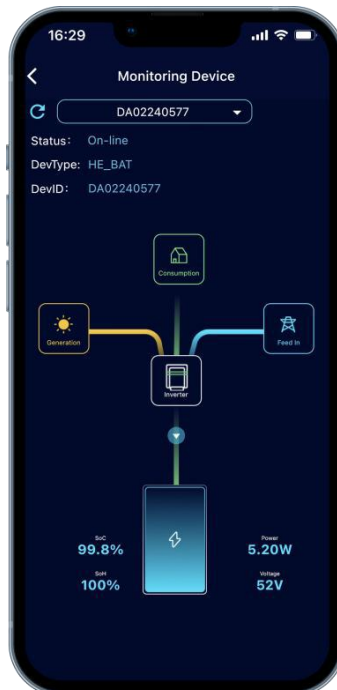 16:29
Monitoring Device
DA02240577
Status: On-line
DevType: HE_BAT
DevID: DA02240577
Consumption
Generation
Feed In
Inverter
SoC
99.8%
Power
5.20W
SoH
100%
Voltage
52V